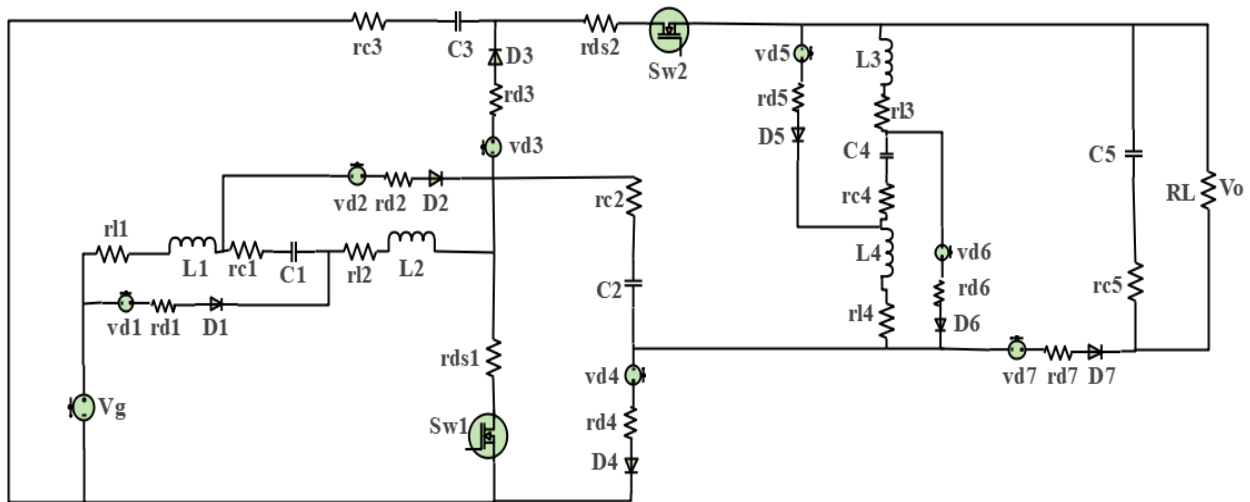 rc3
C3
rds2
Sw2
D3
rd3
vd3
vd5
rd5
D5
L3
rl3
C4
rc4
L4
rl4
C5
rc5
RL
Vo
vd2
rd2
D2
rc2
rl1
L1
rc1
C1
rl2
L2
C2
vd6
rd6
D6
vd1
rd1
D1
rds1
vd4
rd4
D4
vd7
rd7
D7
Vg
Sw1